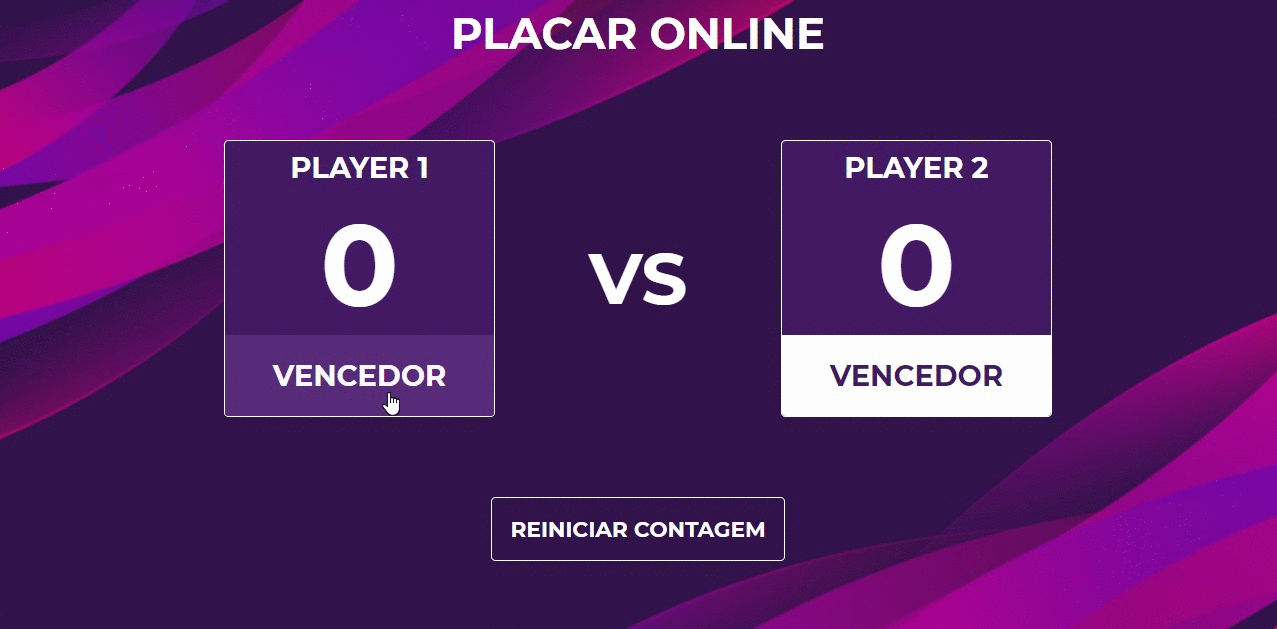 PLACAR ONLINE
PLAYER 1
0
VENCEDOR
VS
PLAYER 2
0
VENCEDOR
REINICIAR CONTAGEM